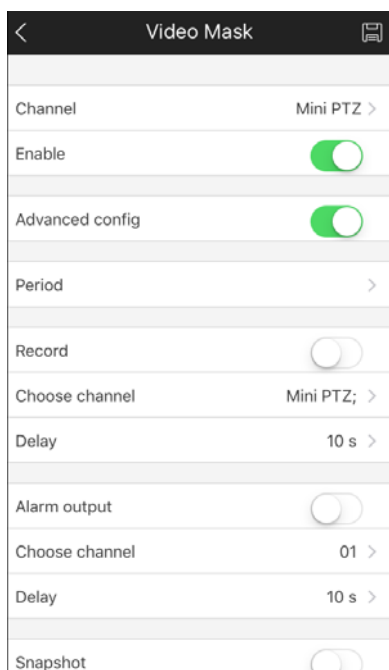 Video Mask
Channel Mini PTZ
Enable
Advanced config
Period
Record
Choose channel Mini PTZ;
Delay 10 s
Alarm output
Choose channel 01
Delay 10 s
Snapshot